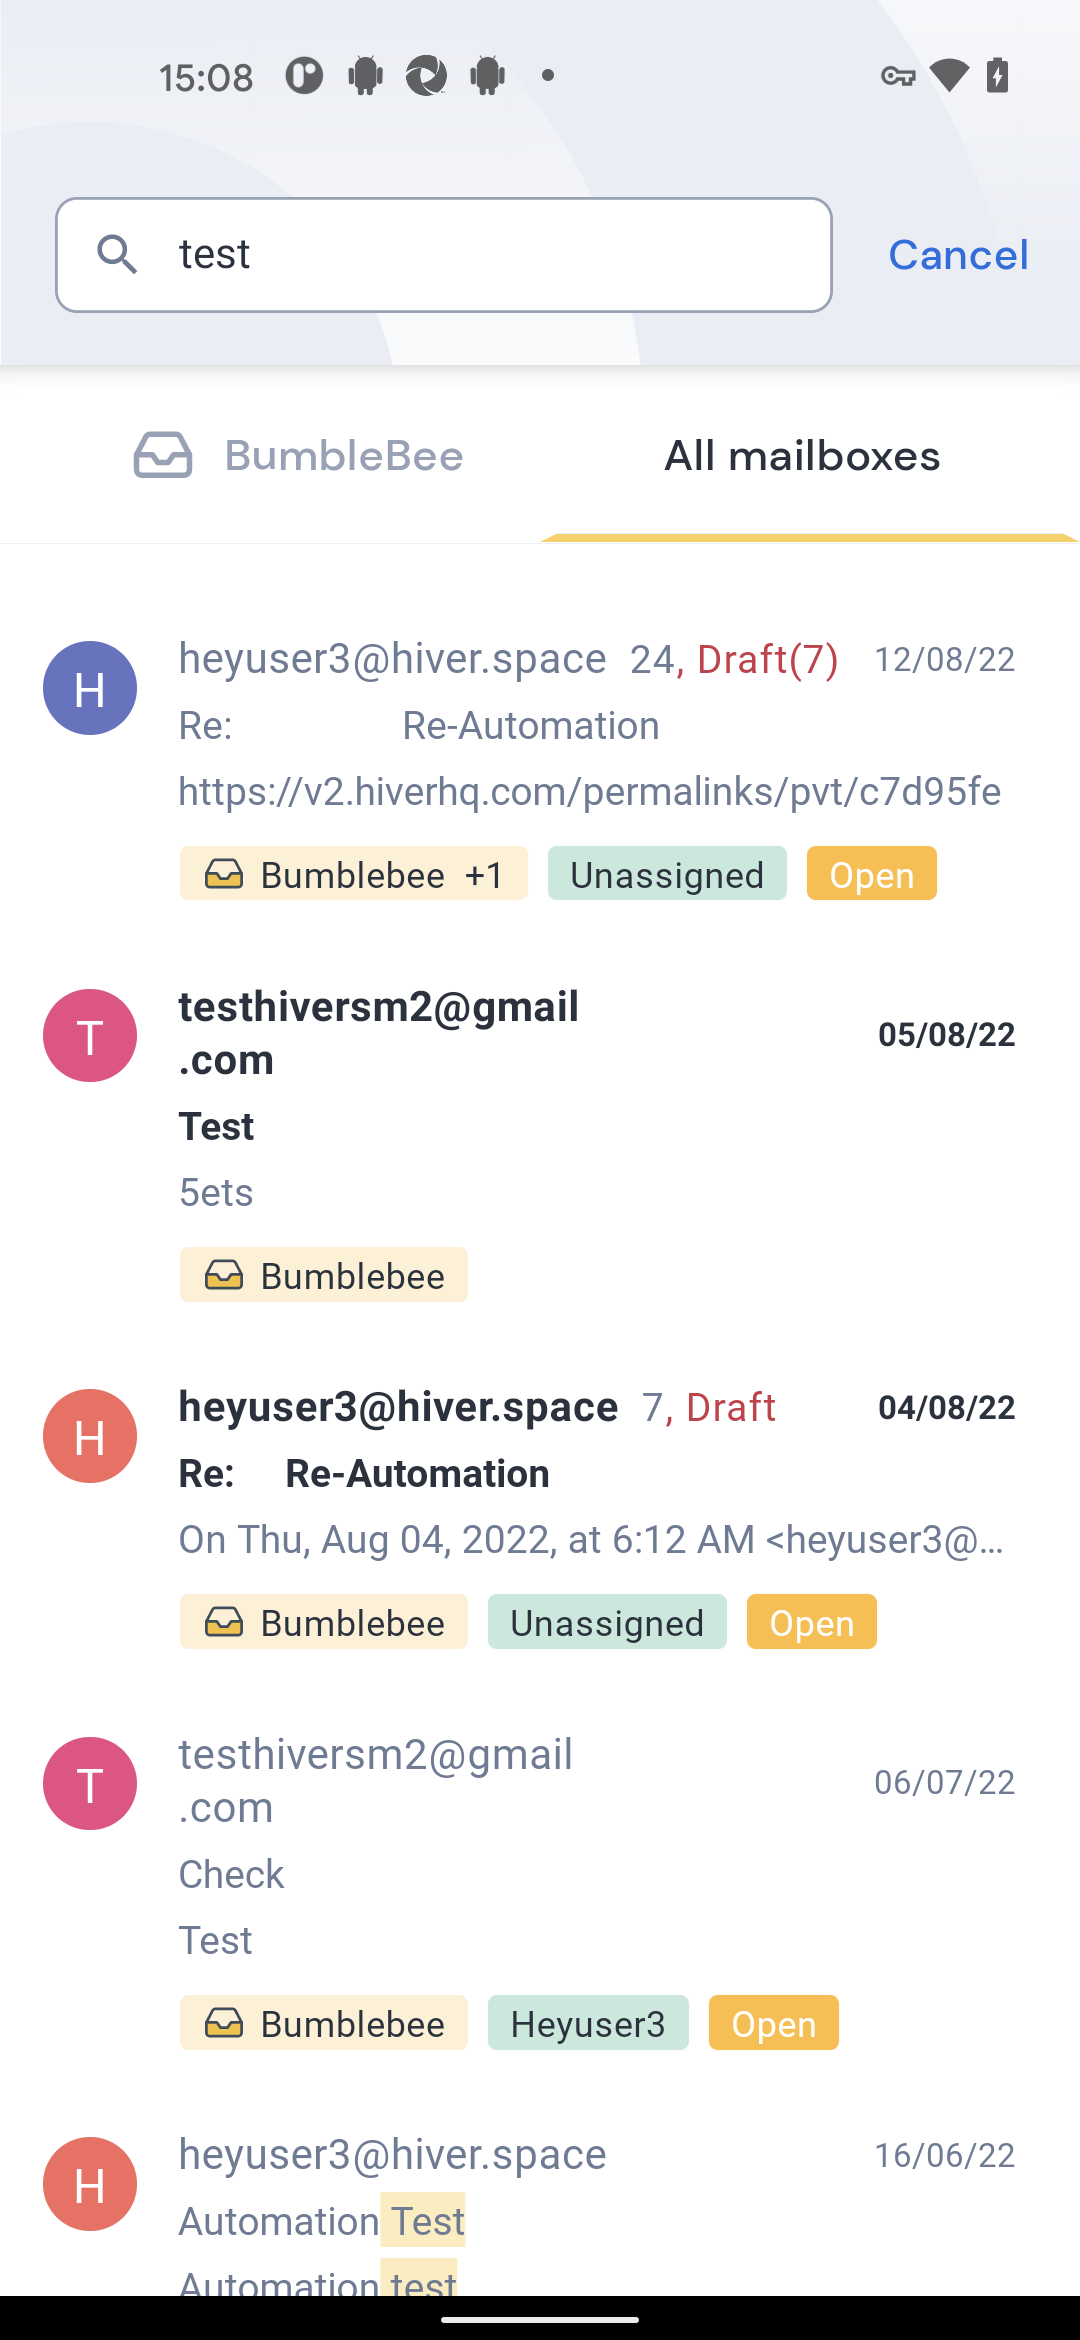 15:08
test
Cancel
BumbleBee
All mailboxes
H
heyuser3@hiver.space 24, Draft(7) 12/08/22
Re: Re-Automation
https://v2.hiverhq.com/permalinks/pvt/c7d95fe
Bumblebee +1 Unassigned Open
T
testhiversm2@gmail
.com
05/08/22
Test
5ets
Bumblebee
H
heyuser3@hiver.space 7, Draft 04/08/22
Re: Re-Automation
On Thu, Aug 04, 2022, at 6:12 AM <heyuser3@...
Bumblebee Unassigned Open
T
testhiversm2@gmail
.com
06/07/22
Check
Test
Bumblebee Heyuser3 Open
H
heyuser3@hiver.space 16/06/22
Automation Test
Automation test